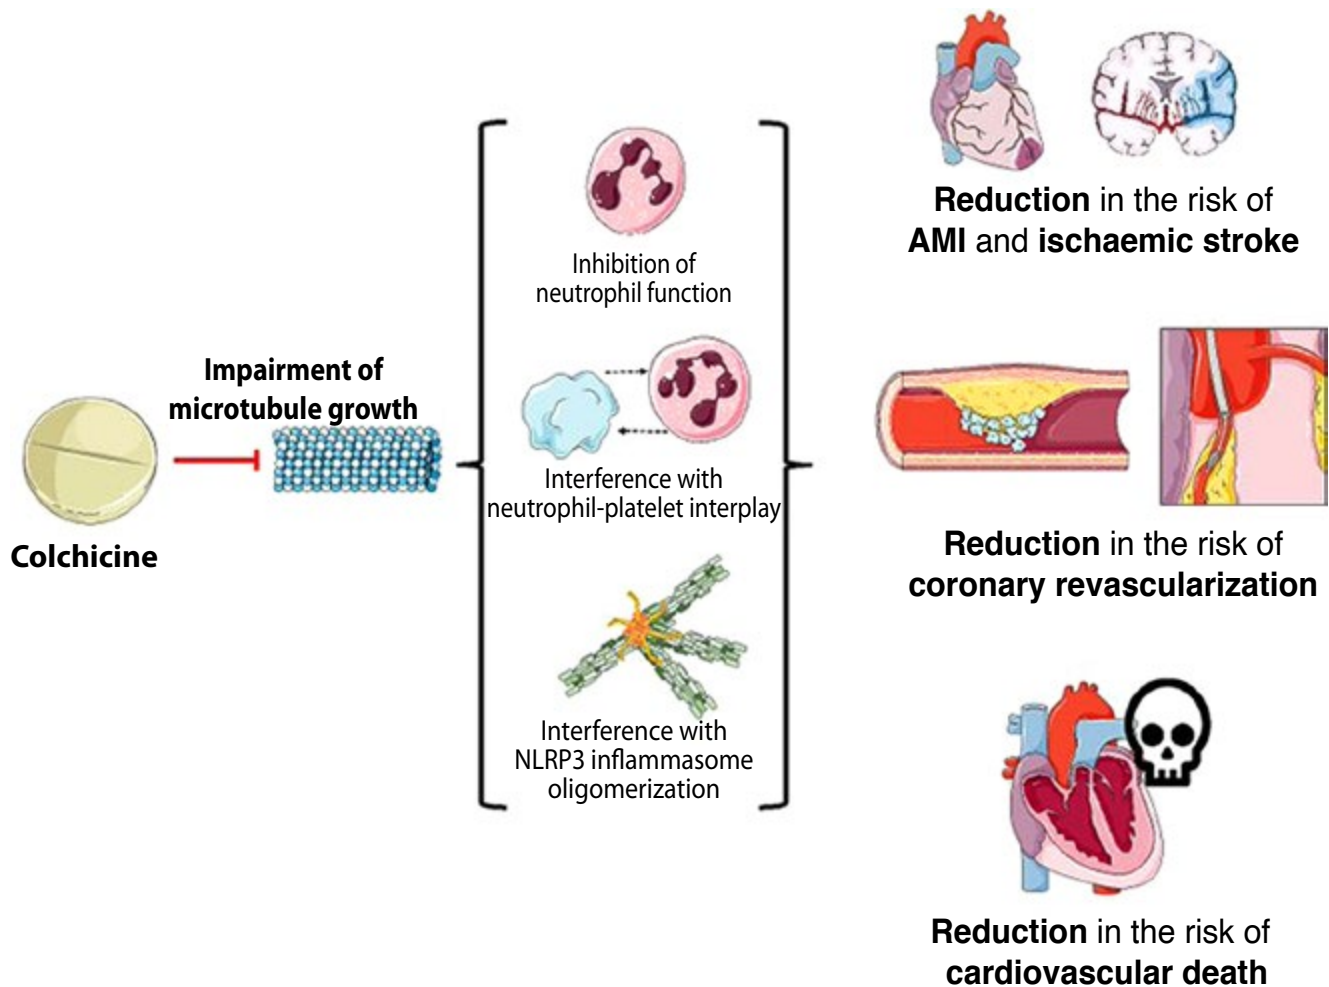 Colchicine
Impairment of
microtubule growth
Inhibition of
neutrophil function
Interference with
neutrophil-platelet interplay
Interference with
NLRP3 inflammasome
oligomerization
Reduction in the risk of
AMI and ischaemic stroke
Reduction in the risk of
coronary revascularization
Reduction in the risk of
cardiovascular death